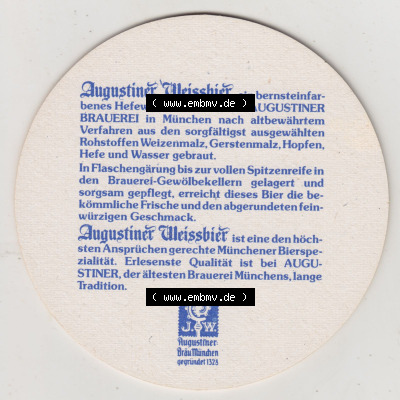 ( www.embmv.de )
Augustiner Weissbier bernsteinfar-
benes Hefew AUGUSTINER
( www.embmv.de )
BRAUEREI in München nach altbewährtem
Verfahren aus den sorgfältigst ausgewählten
Rohstoffen Weizenmalz, Gerstenmalz, Hopfen,
Hefe und Wasser gebraut.
In Flaschengärung bis zur vollen Spitzenreife in
den Brauerei-Gewölbekellern gelagert und
sorgsam gepflegt, erreicht dieses Bier die be-
kömmliche Frische und den abgerundeten fein-
würzigen Geschmack.
Augustiner Weissbier ist eine den höch-
sten Ansprüchen gerechte Münchener Bierspe-
zialität. Erlesenste Qualität ist bei AUGU-
STINER, der ältesten Brauerei Münchens, lange
Tradition.
( www.embmv.de )
J. W.
Augustiner-
Bräu München
gegründet 1328